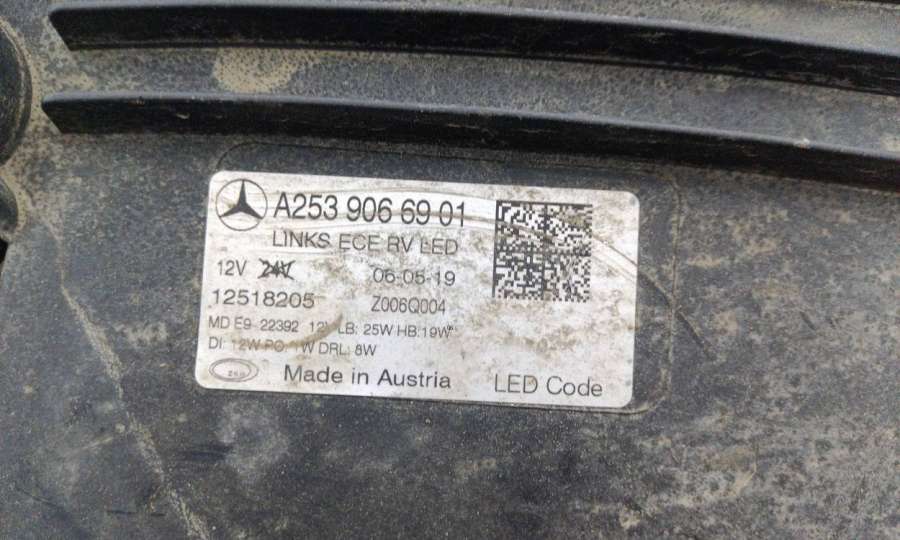 A253 906 69 01
LINKS ECE RV LED
12V 24V 06-05-19
12518205 Z006Q004
MD E9 22392 12V LB: 25W HB:19W
DI: 12W PO: 1W DRL: 8W
ZKW
Made in Austria LED Code